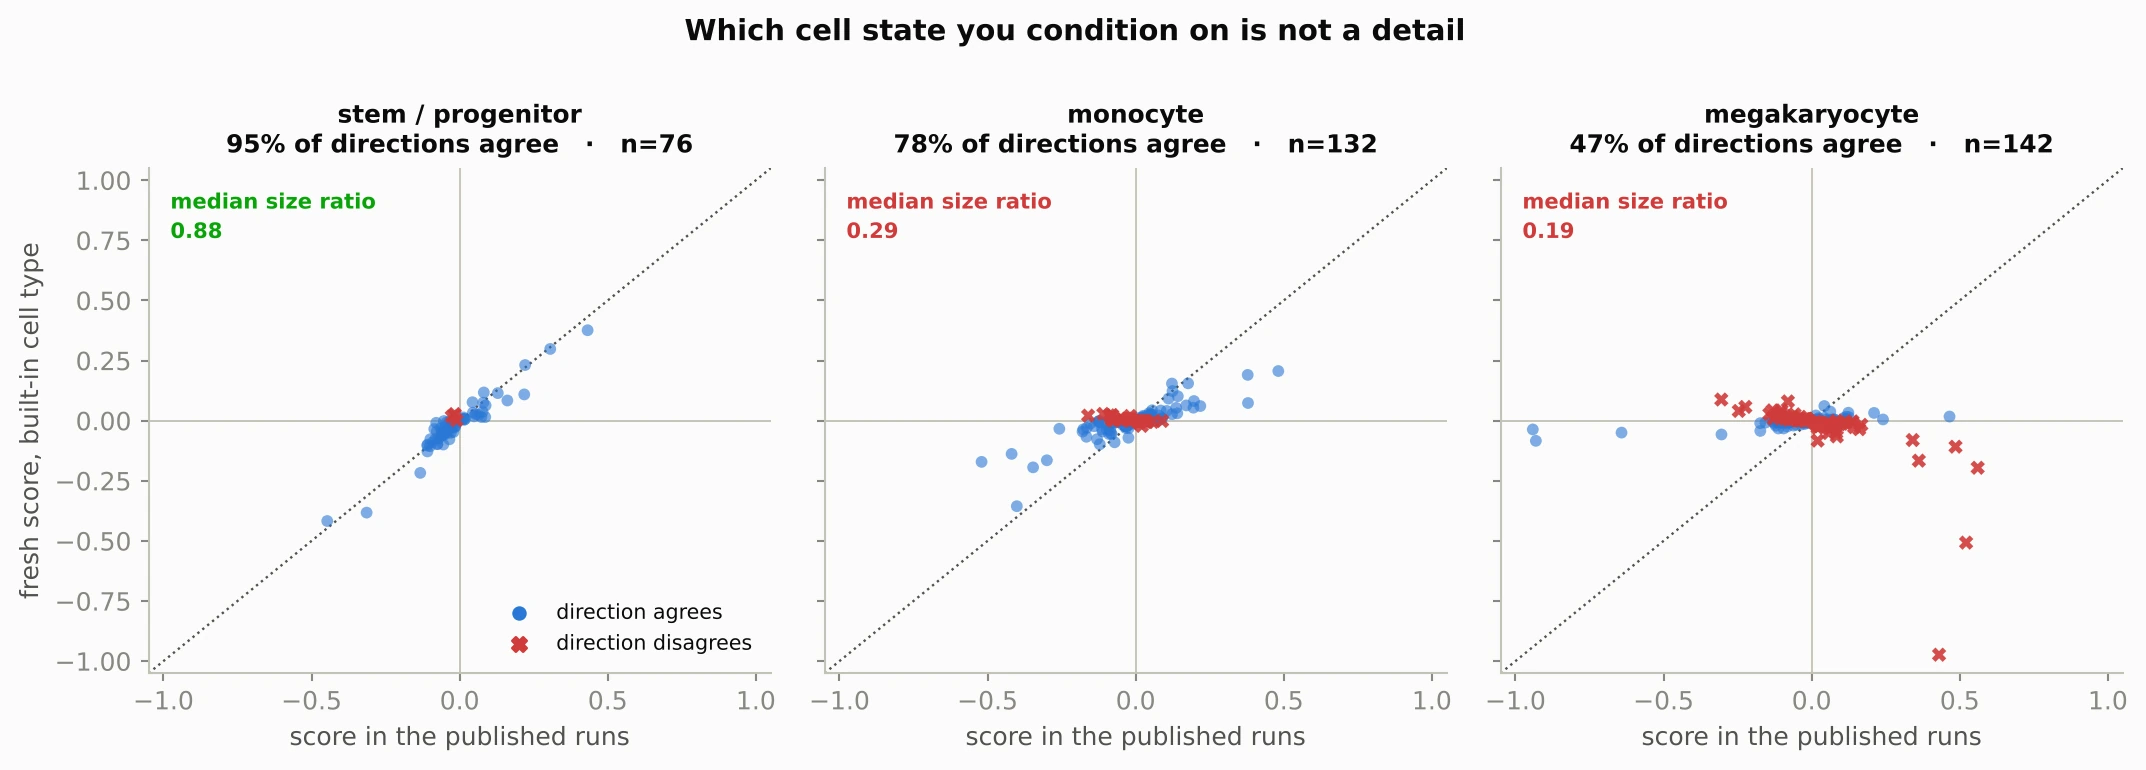 Which cell state you condition on is not a detail
stem / progenitor
95% of directions agree · n=76
median size ratio
0.88
fresh score, built-in cell type
1.00
0.75
0.50
0.25
0.00
−0.25
−0.50
−0.75
−1.00
direction agrees
direction disagrees
−1.0
−0.5
0.0
0.5
1.0
score in the published runs
monocyte
78% of directions agree · n=132
median size ratio
0.29
−1.0
−0.5
0.0
0.5
1.0
score in the published runs
megakaryocyte
47% of directions agree · n=142
median size ratio
0.19
−1.0
−0.5
0.0
0.5
1.0
score in the published runs